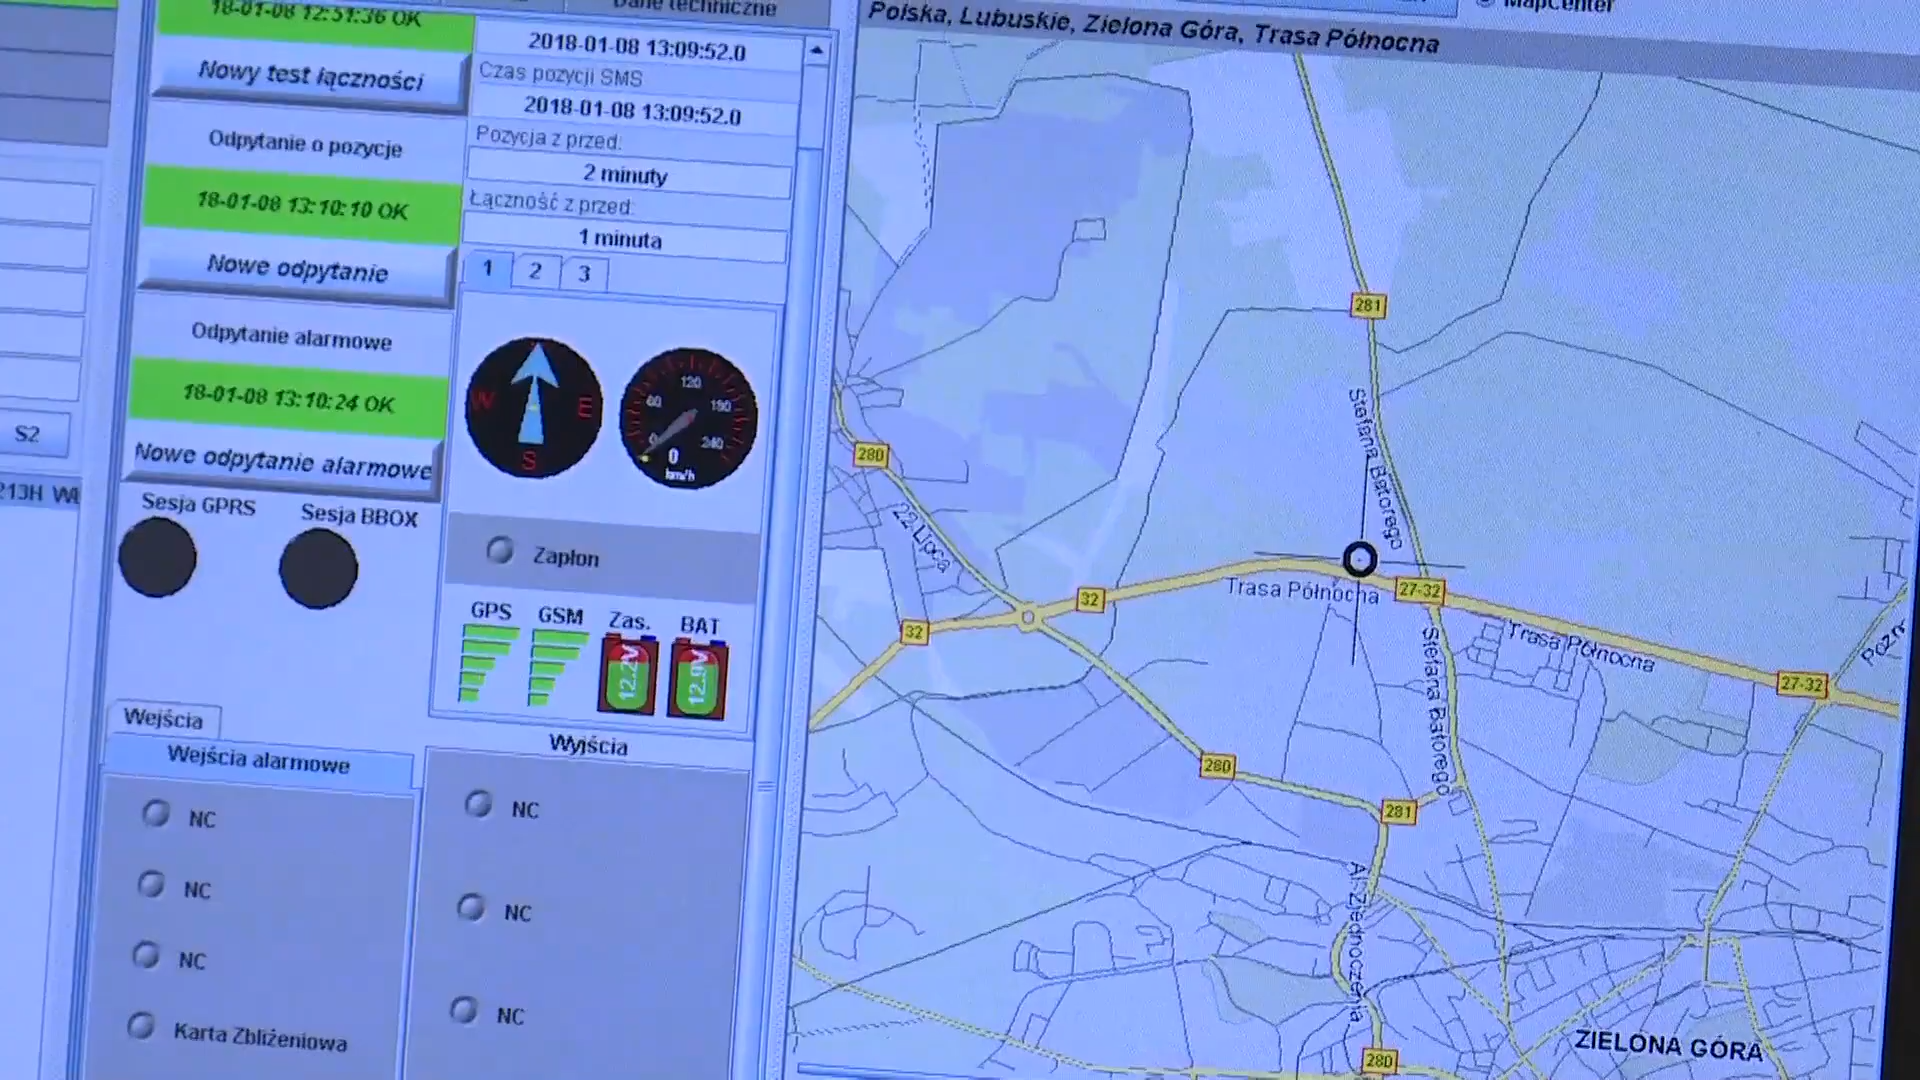 18-01-08 12:51:36 OK
Nowy test łączności
Odpytanie o pozycje
18-01-08 13:10:10 OK
Nowe odpytanie
Odpytanie alarmowe
18-01-08 13:10:24 OK
Nowe odpytanie alarmowe
S2
213H
Sesja GPRS
Sesja BBOX
Wejścia
Wejścia alarmowe
NC
NC
NC
Karta Zbliżeniowa
Dane techniczne
2018-01-08 13:09:52.0
Czas pozycji SMS
2018-01-08 13:09:52.0
Pozycja z przed:
2 minuty
Łączność z przed:
1 minuta
1 2 3
W E
S
0 60 120 180 240
0
km/h
Zapłon
GPS GSM Zas. BAT
12.2V 12.9V
Wyjścia
NC
NC
NC
MapCenter
Polska, Lubuskie, Zielona Góra, Trasa Północna
281
Stefana Batorego
280
22 Lipca
32
32
Trasa Północna
27-32
Trasa Północna
27-32
Stefana Batorego
280
281
Al. Zjednoczenia
280
ZIELONA GÓRA